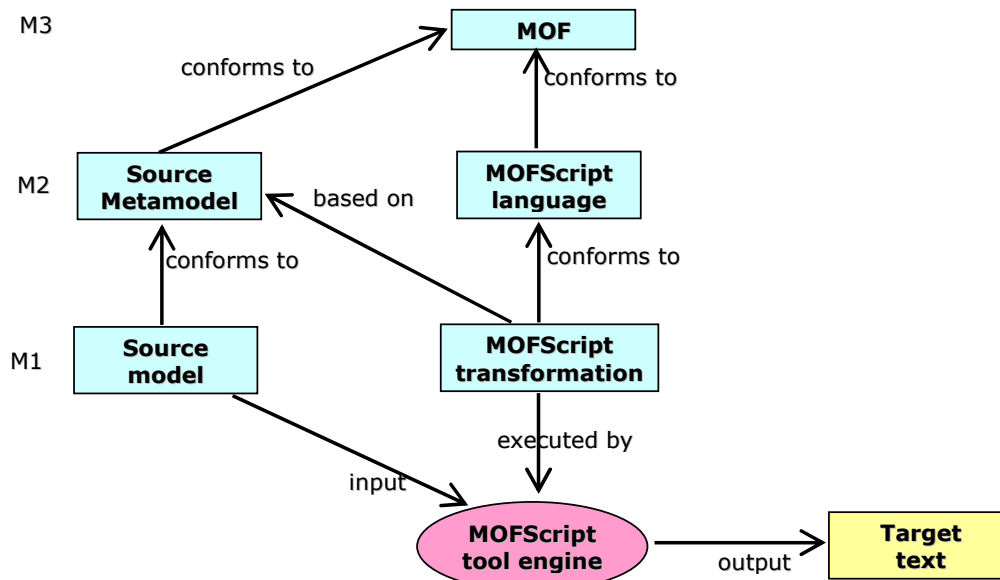 M3
MOF
conforms to
conforms to
M2
Source
Metamodel
based on
MOFScript
language
conforms to
conforms to
M1
Source
model
MOFScript
transformation
executed by
input
MOFScript
tool engine
output
Target
text